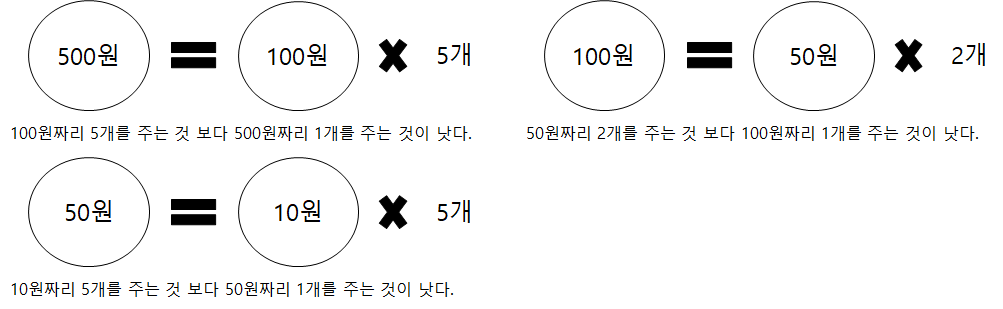 500원 = 100원 × 5개
100원 = 50원 × 2개
100원짜리 5개를 주는 것 보다 500원짜리 1개를 주는 것이 낫다.
50원짜리 2개를 주는 것 보다 100원짜리 1개를 주는 것이 낫다.
50원 = 10원 × 5개
10원짜리 5개를 주는 것 보다 50원짜리 1개를 주는 것이 낫다.